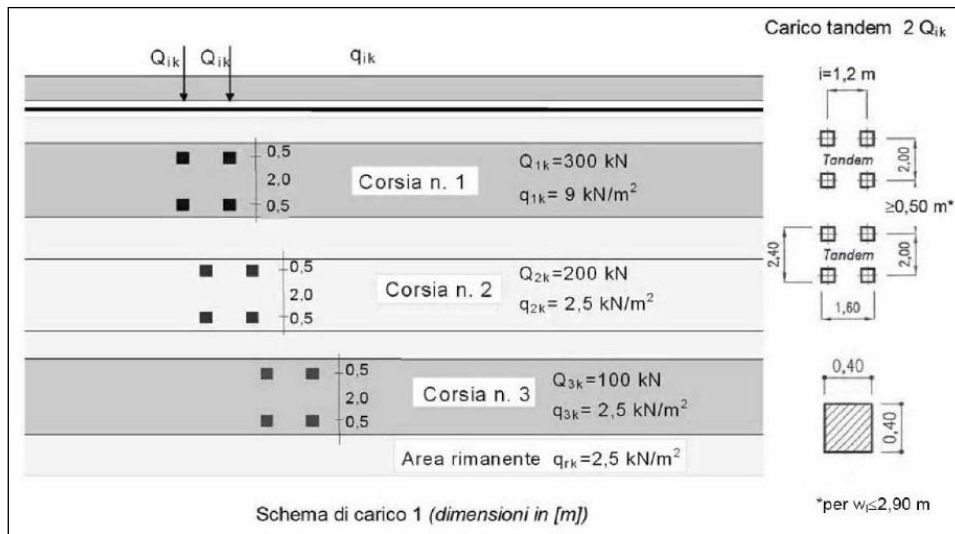 Carico tandem 2 Qik
Qik Qik qik
i=1,2 m
0,5
2,0
0,5
Corsia n. 1
Q1k=300 kN
q1k= 9 kN/m²
Tandem
2,00
≥0,50 m*
0,5
2,0
0,5
Corsia n. 2
Q2k=200 kN
q2k= 2,5 kN/m²
2,40
Tandem
2,00
1,60
0,5
2,0
0,5
Corsia n. 3
Q3k=100 kN
q3k= 2,5 kN/m²
0,40
0,40
Area rimanente qrk=2,5 kN/m²
Schema di carico 1 (dimensioni in [m])
*per wl≤2,90 m